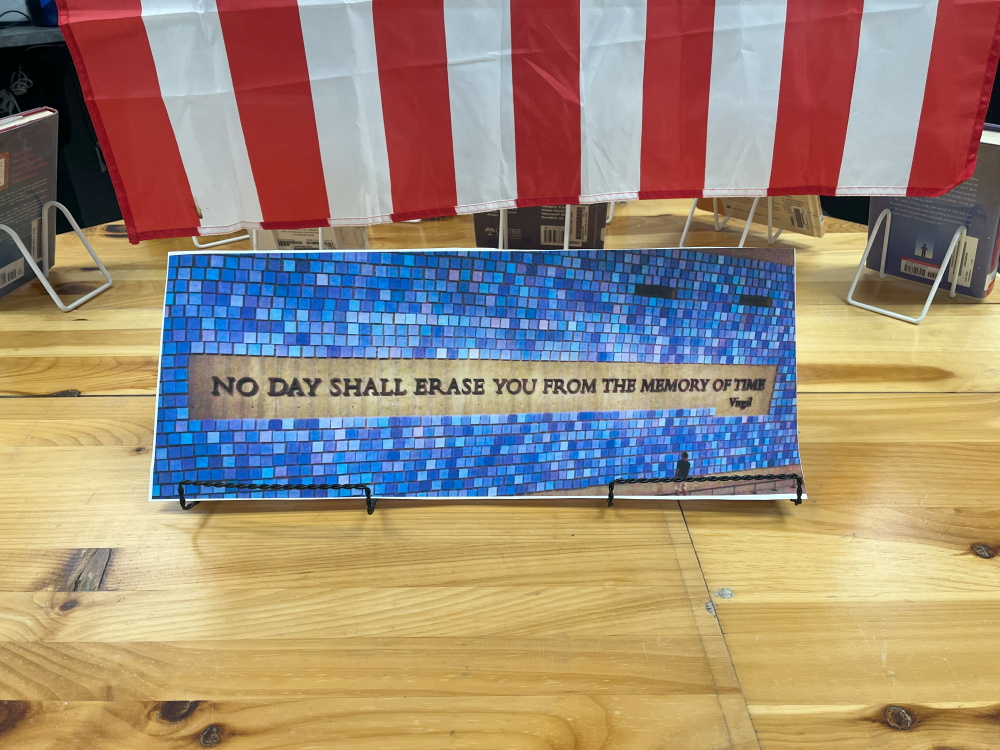 NO DAY SHALL ERASE YOU FROM THE MEMORY OF TIME
Virgil